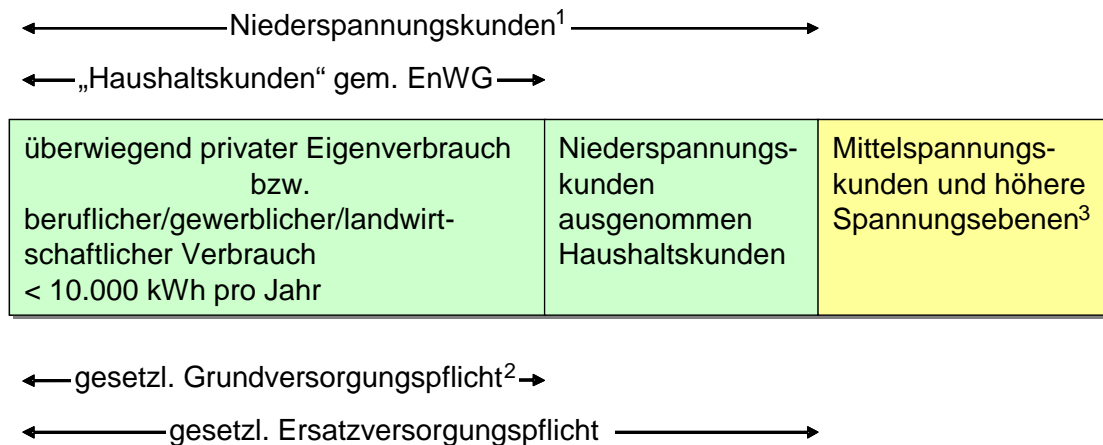 Niederspannungskunden¹
„Haushaltskunden“ gem. EnWG
überwiegend privater Eigenverbrauch
bzw.
beruflicher/gewerblicher/landwirt-
schaftlicher Verbrauch
< 10.000 kWh pro Jahr
Niederspannungs-
kunden
ausgenommen
Haushaltskunden
Mittelspannungs-
kunden und höhere
Spannungsebenen³
gesetzl. Grundversorgungspflicht²
gesetzl. Ersatzversorgungspflicht